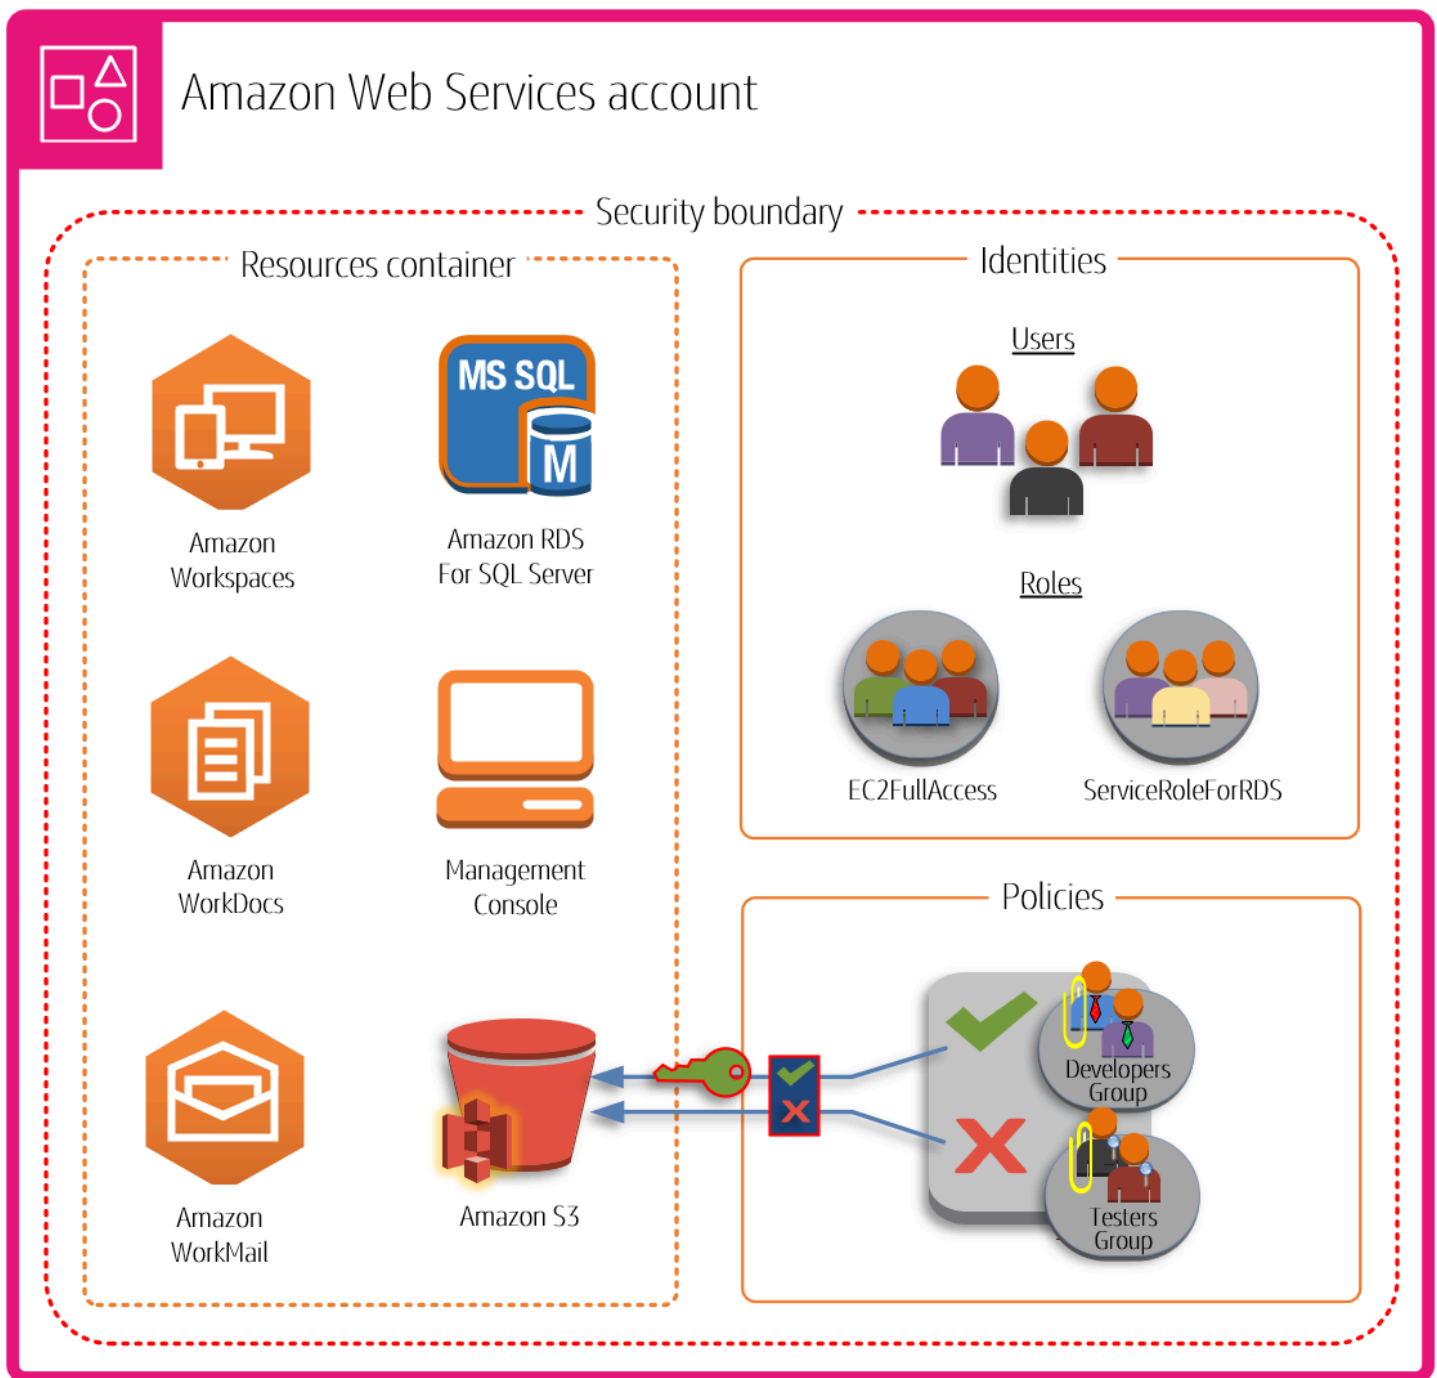 Amazon Web Services account
Security boundary
Resources container
Amazon
Workspaces
MS SQL
M
Amazon RDS
For SQL Server
Amazon
WorkDocs
Management
Console
Amazon
WorkMail
Amazon S3
Identities
Users
Roles
EC2FullAccess
ServiceRoleForRDS
Policies
Developers
Group
Testers
Group